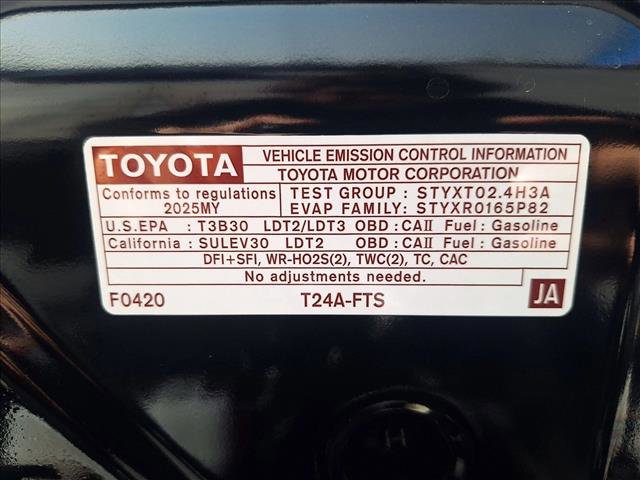 TOYOTA
VEHICLE EMISSION CONTROL INFORMATION
TOYOTA MOTOR CORPORATION
Conforms to regulations
2025MY
TEST GROUP : STYXT02.4H3A
EVAP FAMILY: STYXR0165P82
U.S.EPA : T3B30 LDT2/LDT3 OBD : CAII Fuel : Gasoline
California : SULEV30 LDT2 OBD : CAII Fuel : Gasoline
DFI+SFI, WR-HO2S(2), TWC(2), TC, CAC
No adjustments needed.
F0420
T24A-FTS
JA